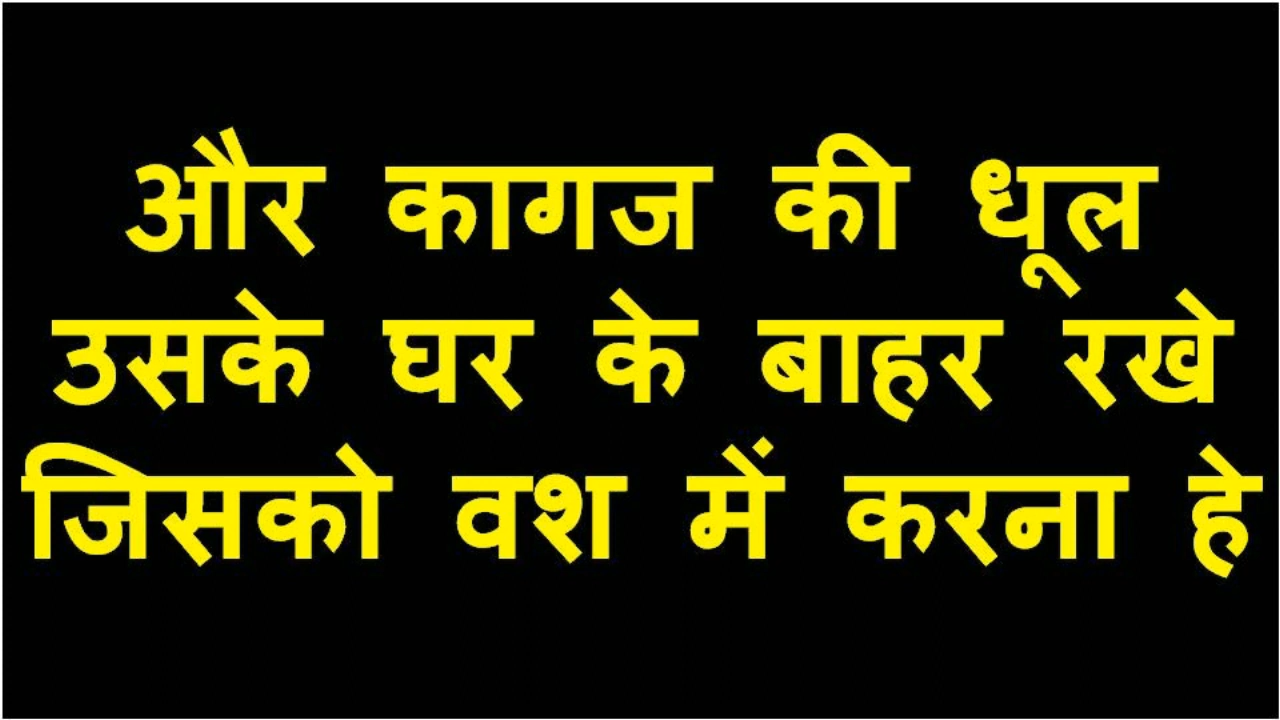 और कागज की धूल
उसके घर के बाहर रखे
जिसको वश में करना हे